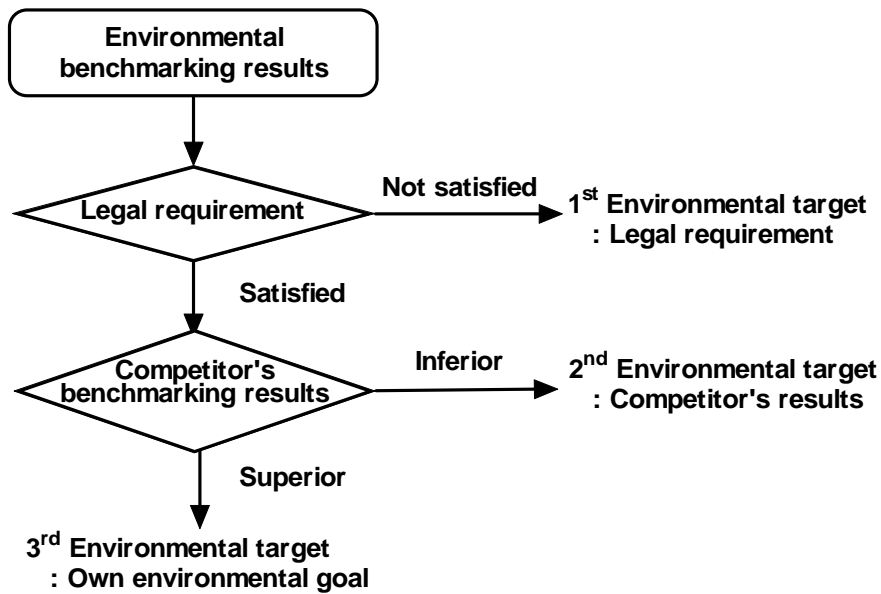 Environmental
benchmarking results
Legal requirement
Not satisfied
1st Environmental target
: Legal requirement
Satisfied
Competitor's
benchmarking results
Inferior
2nd Environmental target
: Competitor's results
Superior
3rd Environmental target
: Own environmental goal